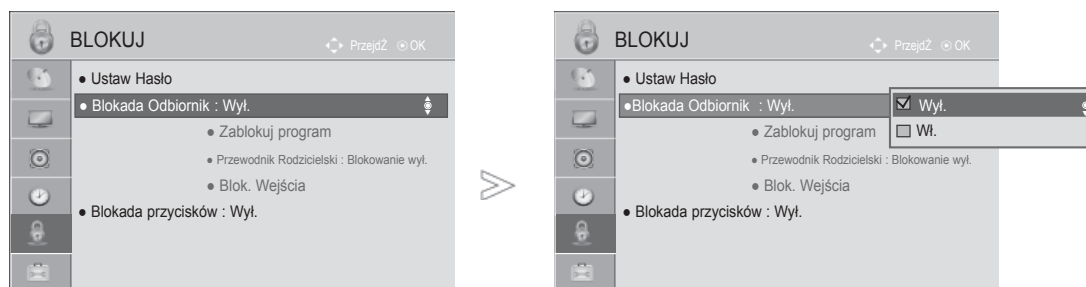 BLOKUJ
PrzejdŹ OK
● Ustaw Hasło
● Blokada Odbiornik : Wył.
● Zablokuj program
● Przewodnik Rodzicielski : Blokowanie wył.
● Blok. Wejścia
● Blokada przycisków : Wył.
BLOKUJ
PrzejdŹ OK
● Ustaw Hasło
●Blokada Odbiornik : Wył.
Wył.
Wł.
● Zablokuj program
● Przewodnik Rodzicielski : Blokowanie wył.
● Blok. Wejścia
● Blokada przycisków : Wył.